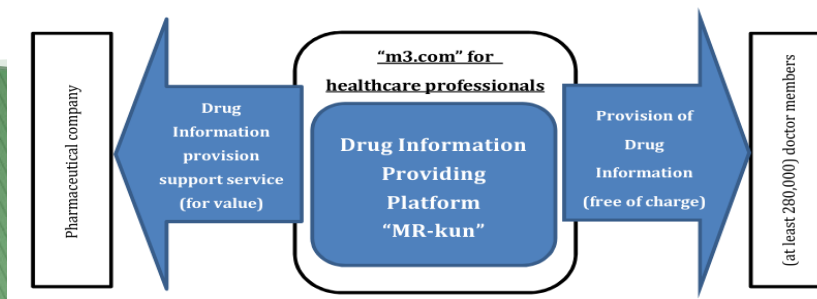 Pharmaceutical company
Drug
Information
provision
support service
(for value)
“m3.com” for
healthcare professionals
Drug Information
Providing
Platform
“MR-kun”
Provision of
Drug
Information
(free of charge)
(at least 280,000) doctor members